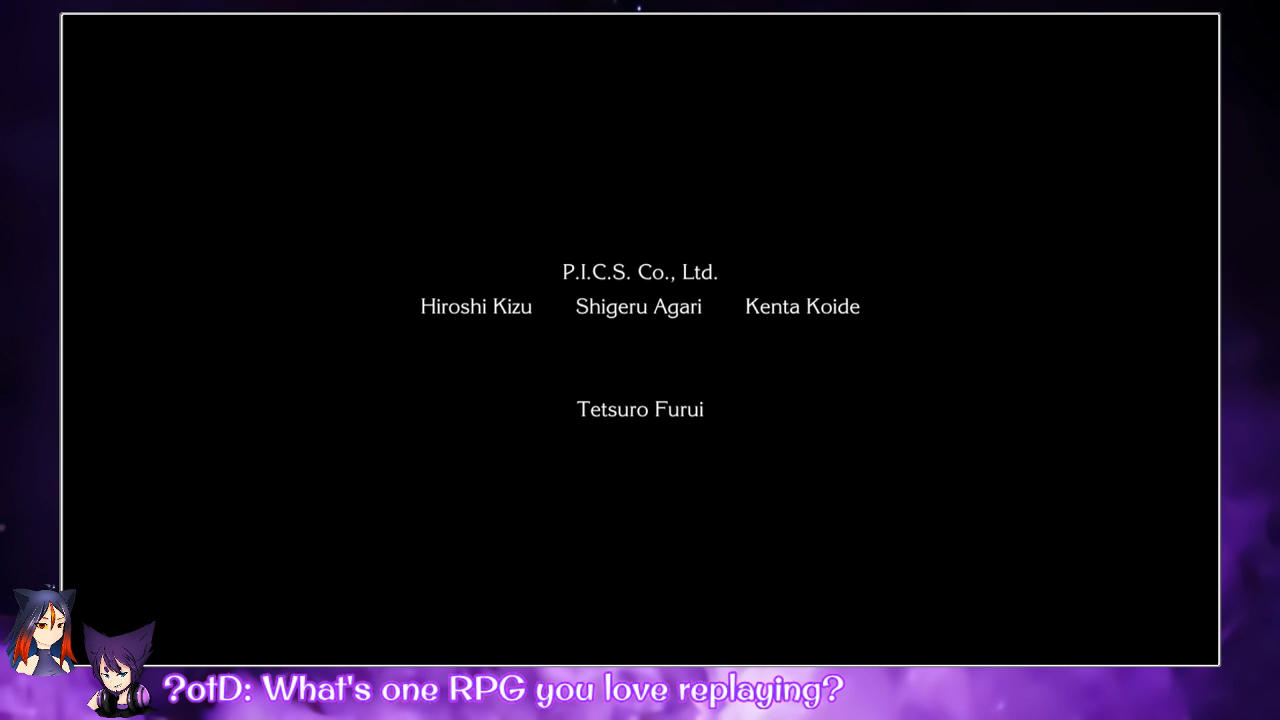 P.I.C.S. Co., Ltd.
Hiroshi Kizu Shigeru Agari Kenta Koide
Tetsuro Furui
?otD: What's one RPG you love replaying?